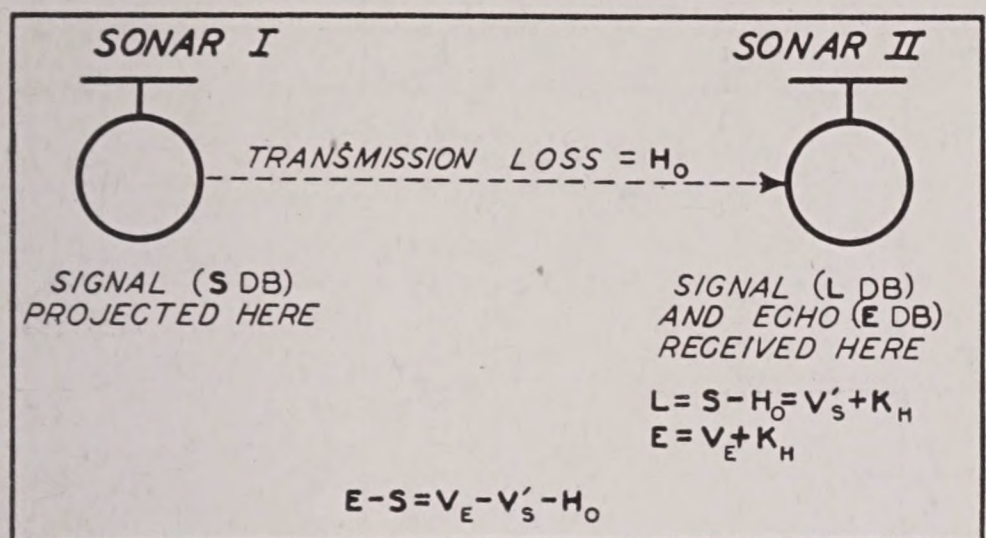 SONAR I
SONAR II
TRANSMISSION LOSS = H₀
SIGNAL (S DB)
PROJECTED HERE
SIGNAL (L DB)
AND ECHO (E DB)
RECEIVED HERE
L = S - H₀ = V′S + KH
E = VE + KH
E - S = VE - V′S - H₀